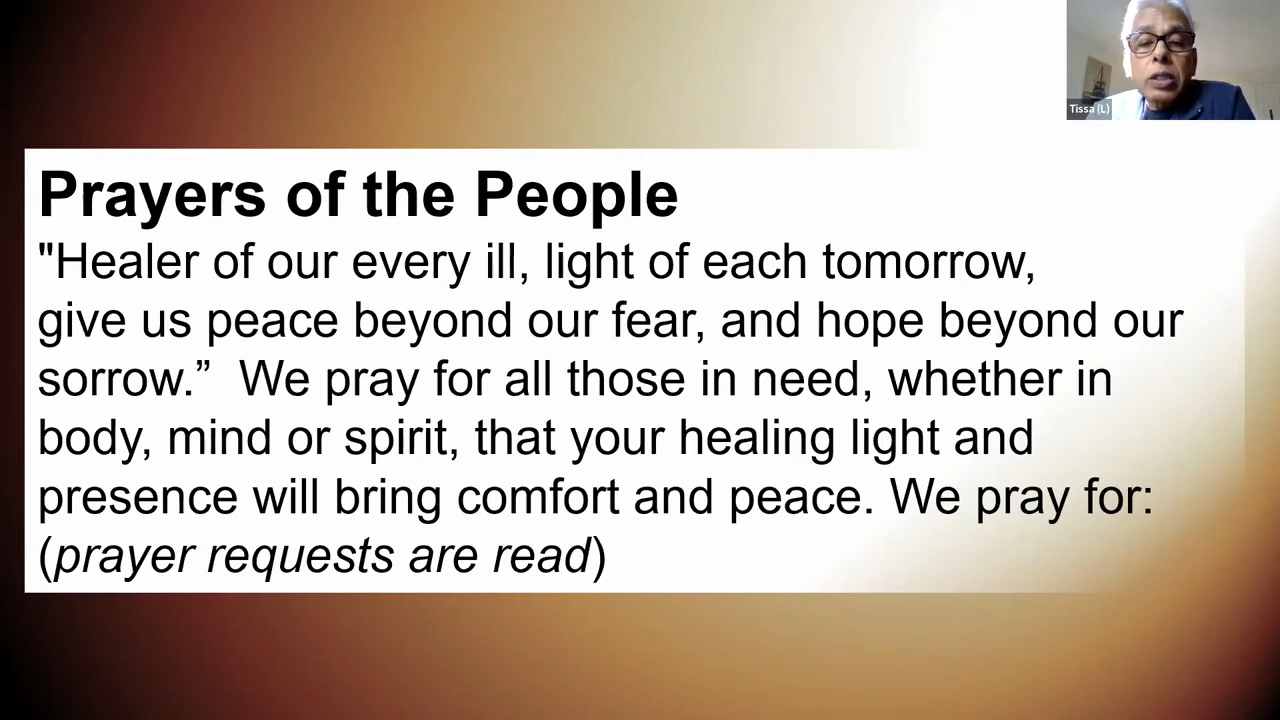 Tissa (L)
Prayers of the People
"Healer of our every ill, light of each tomorrow,
give us peace beyond our fear, and hope beyond our
sorrow.”  We pray for all those in need, whether in
body, mind or spirit, that your healing light and
presence will bring comfort and peace. We pray for:
(prayer requests are read)